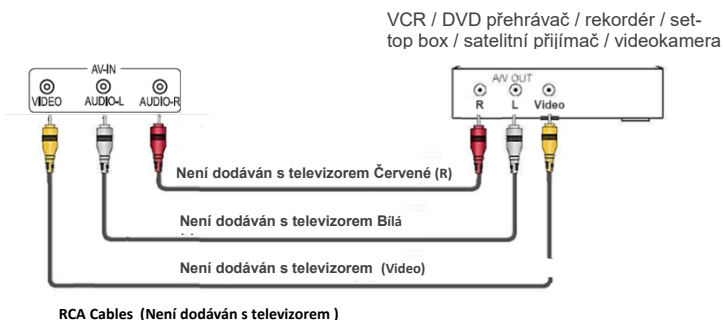 VCR / DVD přehrávač / rekordér / set-
top box / satelitní přijímač / videokamera
AV-IN
VIDEO AUDIO-L AUDIO-R
A/V OUT
R L Video
Není dodáván s televizorem Červené (R)
Není dodáván s televizorem Bílá
Není dodáván s televizorem (Video)
RCA Cables (Není dodáván s televizorem )